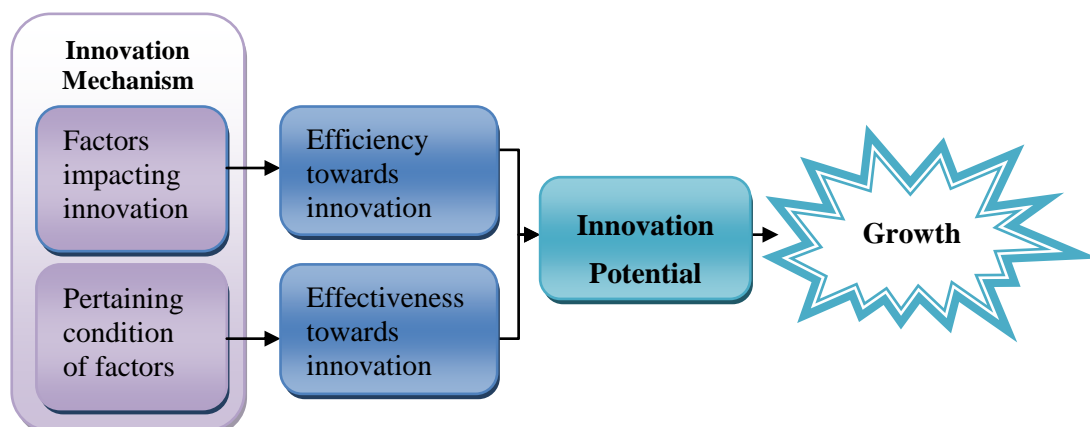 Innovation
Mechanism
Factors
impacting
innovation
Efficiency
towards
innovation
Pertaining
condition
of factors
Effectiveness
towards
innovation
Innovation
Potential
Growth